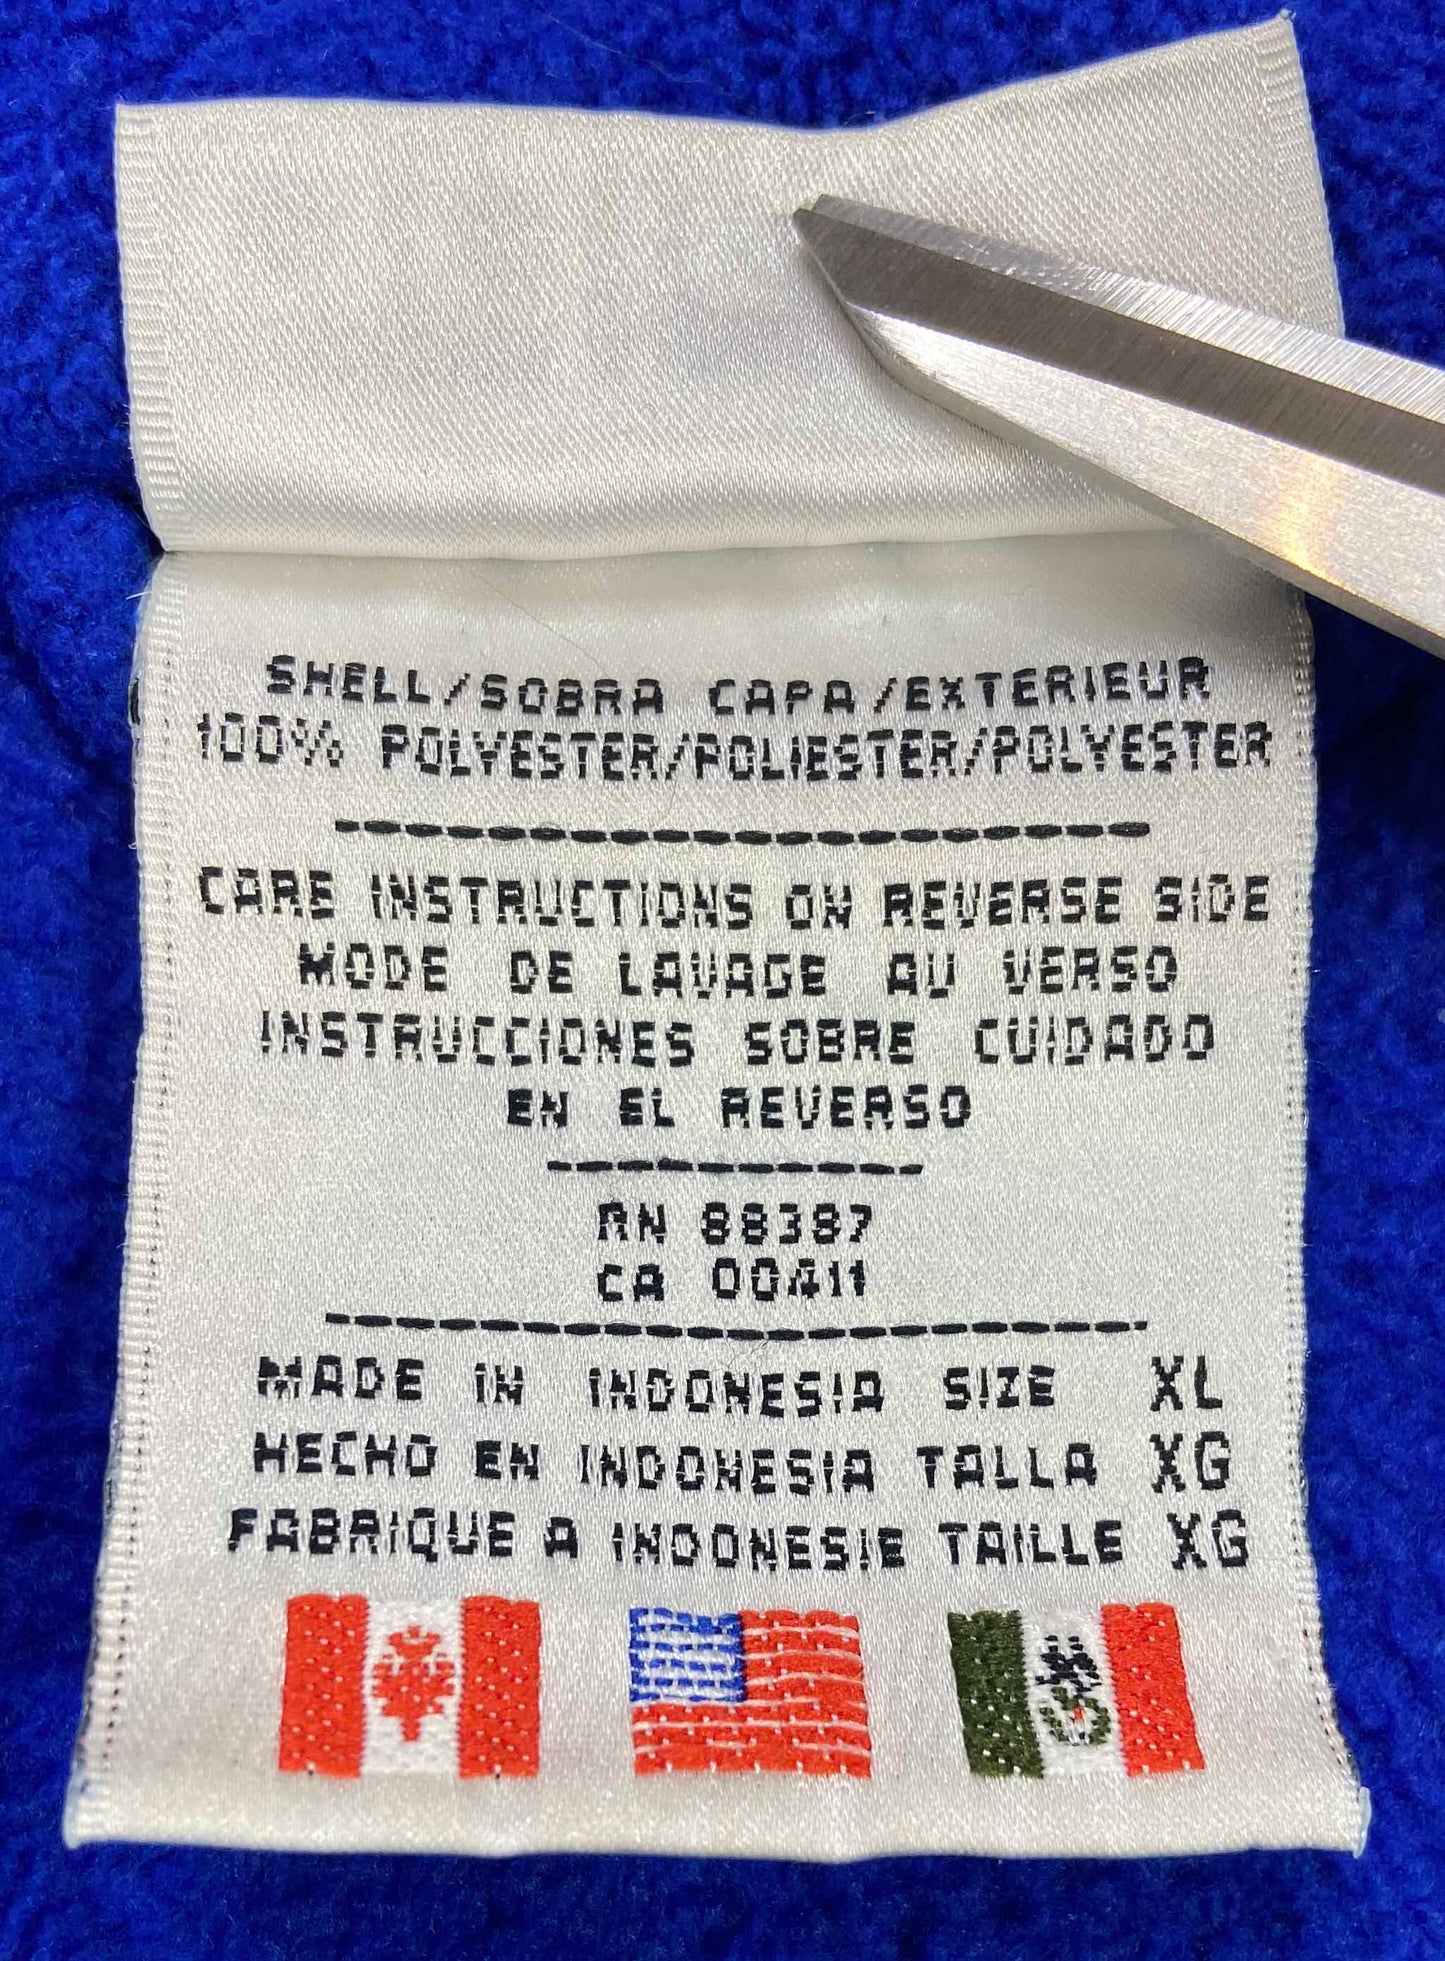 SHELL/SOBRA CAPA/EXTERIEUR
100% POLYESTER/POLIESTER/POLYESTER
CARE INSTRUCTIONS ON REVERSE SIDE
MODE DE LAVAGE AU VERSO
INSTRUCCIONES SOBRE CUIDADO
EN EL REVERSO
RN 88387
CA 00411
MADE IN INDONESIA SIZE XL
HECHO EN INDONESIA TALLA XG
FABRIQUE A INDONESIE TAILLE XG